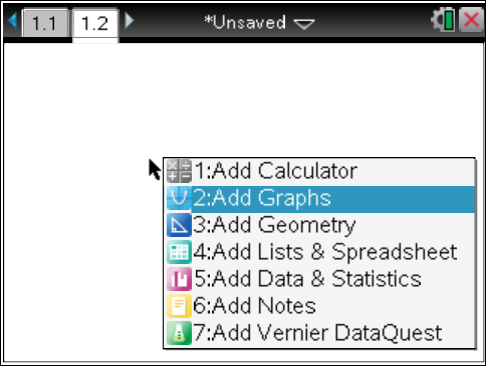 1.1 1.2 *Unsaved
1:Add Calculator
2:Add Graphs
3:Add Geometry
4:Add Lists & Spreadsheet
5:Add Data & Statistics
6:Add Notes
7:Add Vernier DataQuest